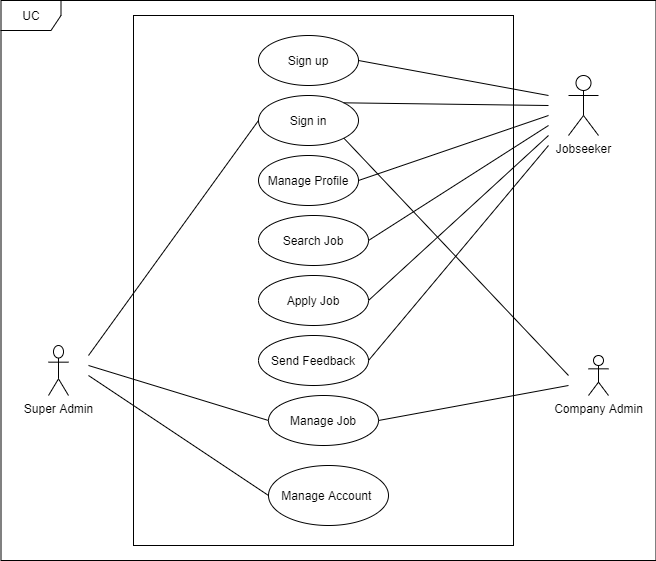 UC
Sign up
Sign in
Jobseeker
Manage Profile
Search Job
Apply Job
Send Feedback
Super Admin
Company Admin
Manage Job
Manage Account